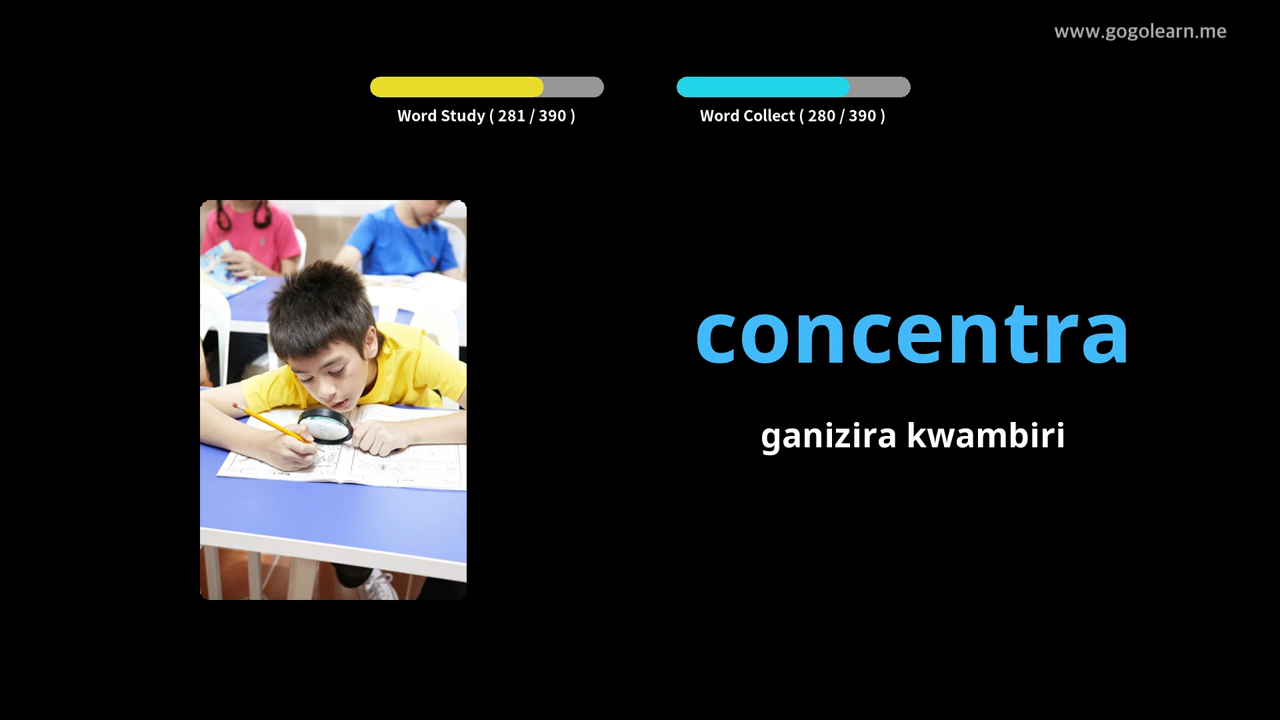 www.gogolearn.me
Word Study ( 281 / 390 )
Word Collect ( 280 / 390 )
concentra
ganizira kwambiri